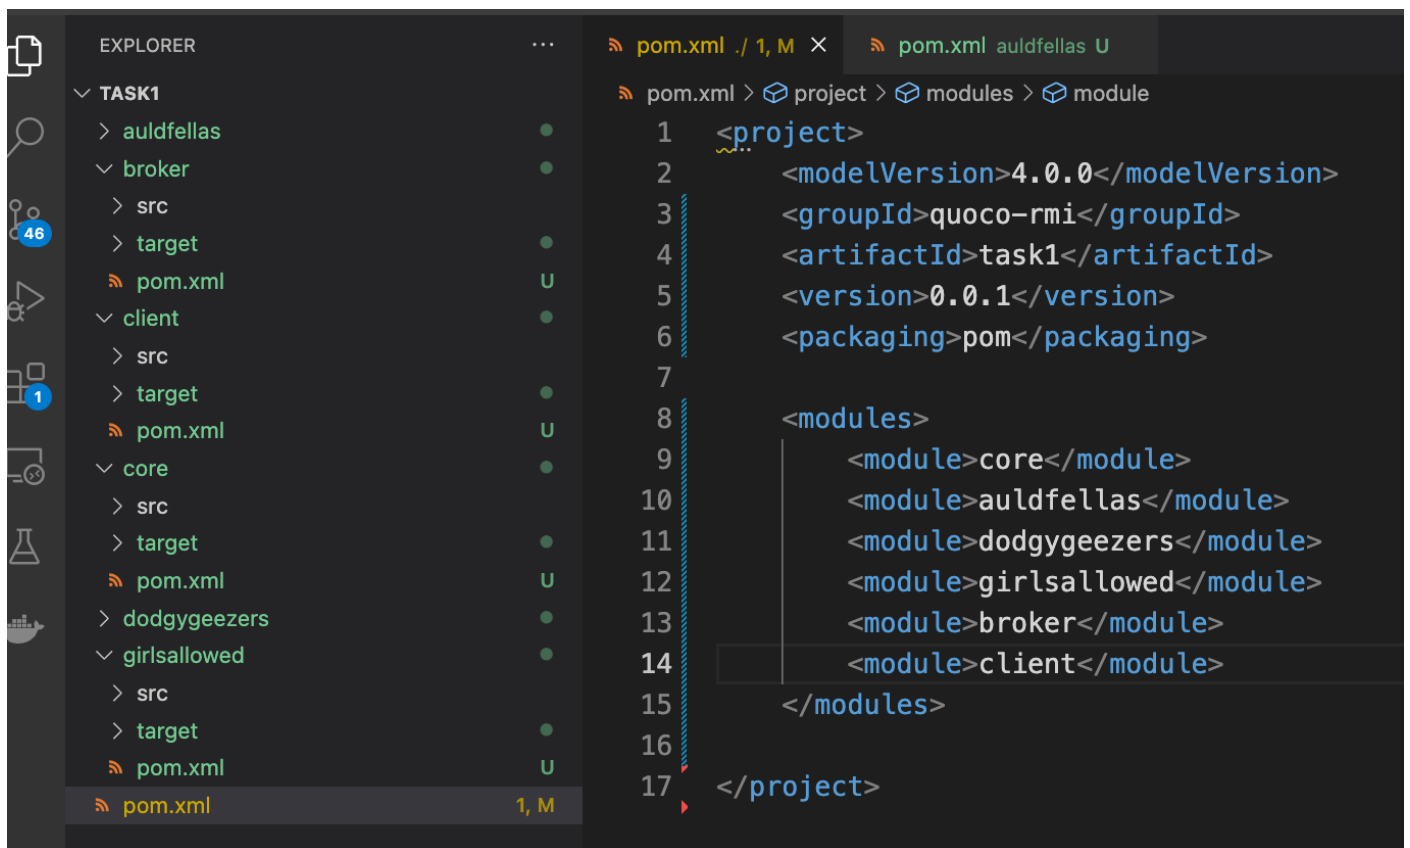 EXPLORER ...
TASK1
auldfellas
broker
src
target
pom.xml U
client
src
target
pom.xml U
core
src
target
pom.xml U
dodgygeezers
girlsallowed
src
target
pom.xml U
pom.xml 1, M
46
1
pom.xml ./ 1, M
pom.xml auldfellas U
pom.xml > project > modules > module
1 <project>
2 <modelVersion>4.0.0</modelVersion>
3 <groupId>quoco-rmi</groupId>
4 <artifactId>task1</artifactId>
5 <version>0.0.1</version>
6 <packaging>pom</packaging>
7
8 <modules>
9 <module>core</module>
10 <module>auldfellas</module>
11 <module>dodgygeezers</module>
12 <module>girlsallowed</module>
13 <module>broker</module>
14 <module>client</module>
15 </modules>
16
17 </project>